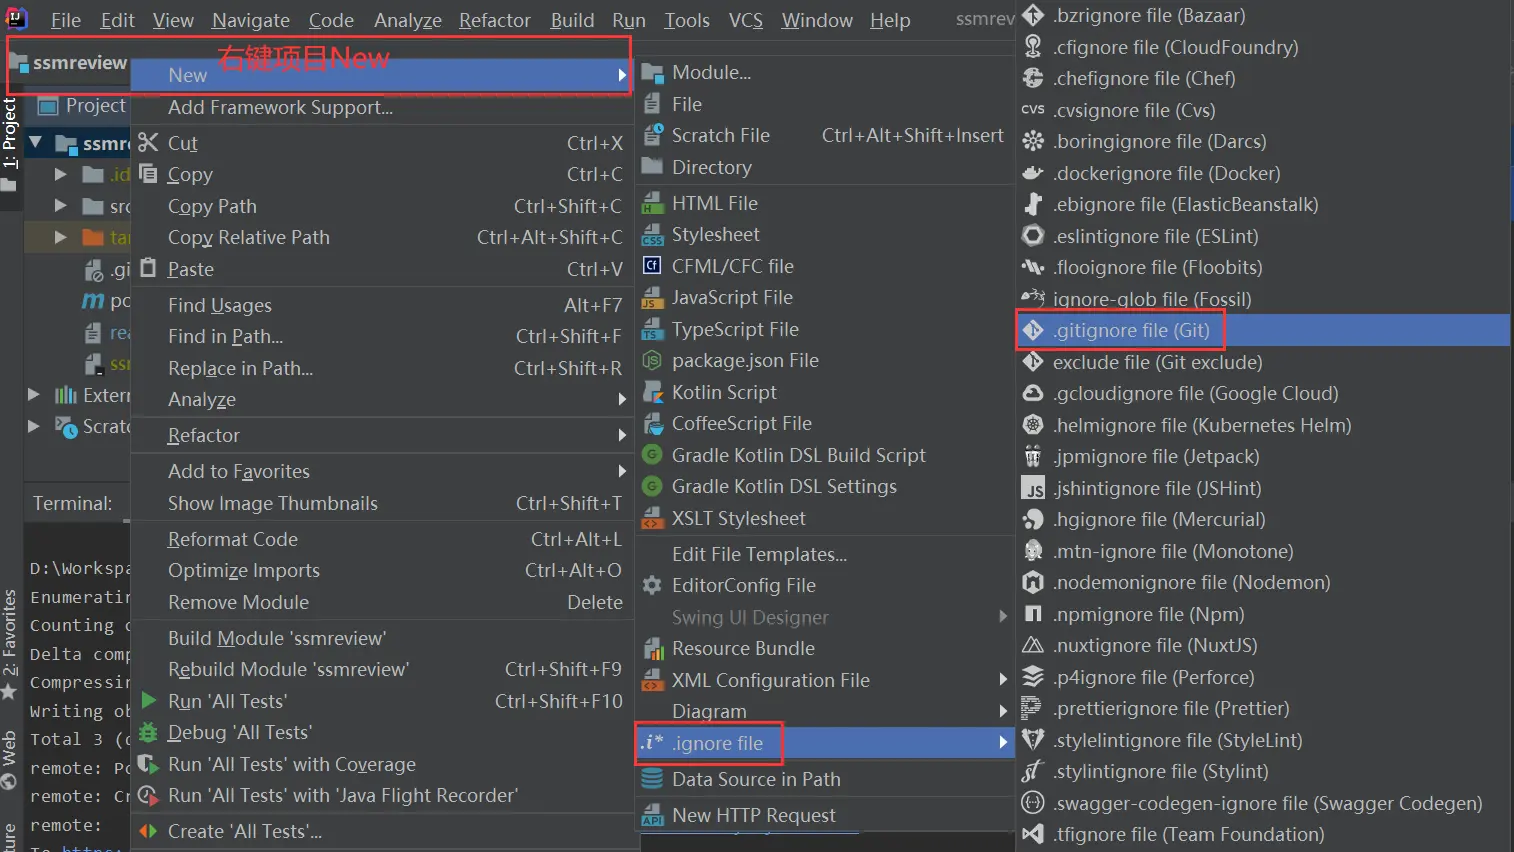 File Edit View Navigate Code Analyze Refactor Build Run Tools VCS Window Help ssmrev
ssmreview
右键项目New
1: Project
Project
ssmr
.id
src
tar
.gi
po
rea
ssm
Extern
Scratc
Terminal:
D:\Workspa
Enumeratin
Counting o
Delta comp
Compressin
Writing ob
Total 3 (d
remote: Po
remote: Cr
remote:
To https:
2: Favorites
Web
ture
New
Add Framework Support...
Cut Ctrl+X
Copy Ctrl+C
Copy Path Ctrl+Shift+C
Copy Relative Path Ctrl+Alt+Shift+C
Paste Ctrl+V
Find Usages Alt+F7
Find in Path... Ctrl+Shift+F
Replace in Path... Ctrl+Shift+R
Analyze
Refactor
Add to Favorites
Show Image Thumbnails Ctrl+Shift+T
Reformat Code Ctrl+Alt+L
Optimize Imports Ctrl+Alt+O
Remove Module Delete
Build Module 'ssmreview'
Rebuild Module 'ssmreview' Ctrl+Shift+F9
Run 'All Tests' Ctrl+Shift+F10
Debug 'All Tests'
Run 'All Tests' with Coverage
Run 'All Tests' with 'Java Flight Recorder'
Create 'All Tests'...
Module...
File
Scratch File Ctrl+Alt+Shift+Insert
Directory
HTML File
Stylesheet
CFML/CFC file
JavaScript File
TypeScript File
package.json File
Kotlin Script
CoffeeScript File
Gradle Kotlin DSL Build Script
Gradle Kotlin DSL Settings
XSLT Stylesheet
Edit File Templates...
EditorConfig File
Swing UI Designer
Resource Bundle
XML Configuration File
Diagram
.i* .ignore file
Data Source in Path
New HTTP Request
.bzrignore file (Bazaar)
.cfignore file (CloudFoundry)
.chefignore file (Chef)
cvs .cvsignore file (Cvs)
.boringignore file (Darcs)
.dockerignore file (Docker)
.ebignore file (ElasticBeanstalk)
.eslintignore file (ESLint)
.flooignore file (Floobits)
ignore-glob file (Fossil)
.gitignore file (Git)
exclude file (Git exclude)
.gcloudignore file (Google Cloud)
.helmignore file (Kubernetes Helm)
.jpmignore file (Jetpack)
JS .jshintignore file (JSHint)
.hgignore file (Mercurial)
.mtn-ignore file (Monotone)
.nodemonignore file (Nodemon)
.npmignore file (Npm)
.nuxtignore file (NuxtJS)
.p4ignore file (Perforce)
.prettierignore file (Prettier)
.stylelintignore file (StyleLint)
.stylintignore file (Stylint)
.swagger-codegen-ignore file (Swagger Codegen)
.tfignore file (Team Foundation)